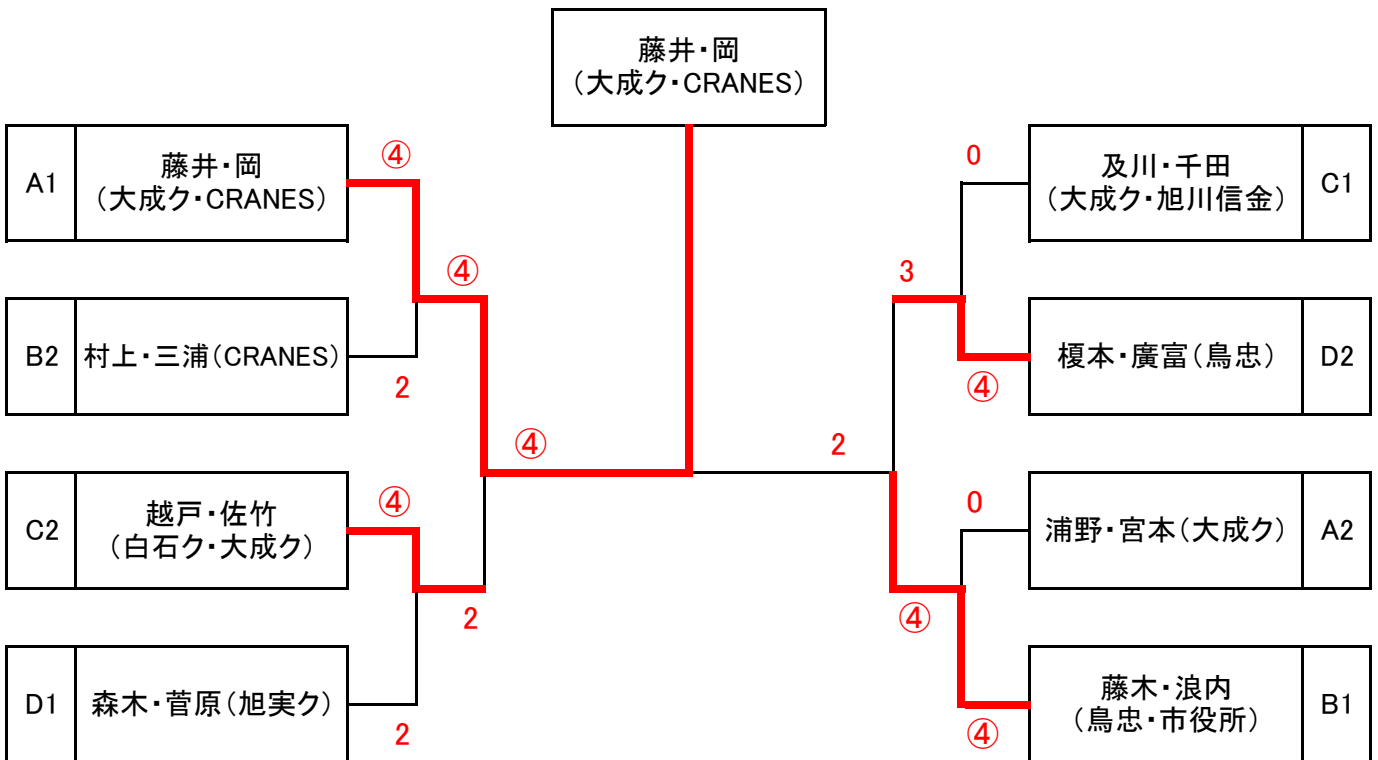 藤井・岡
(大成ク・CRANES)
A1
藤井・岡
(大成ク・CRANES)
④
④
B2
村上・三浦(CRANES)
2
④
C2
越戸・佐竹
(白石ク・大成ク)
④
2
D1
森木・菅原(旭実ク)
2
0
及川・千田
(大成ク・旭川信金)
C1
3
榎本・廣富(鳥忠)
D2
④
2
0
浦野・宮本(大成ク)
A2
④
藤木・浪内
(鳥忠・市役所)
B1
④